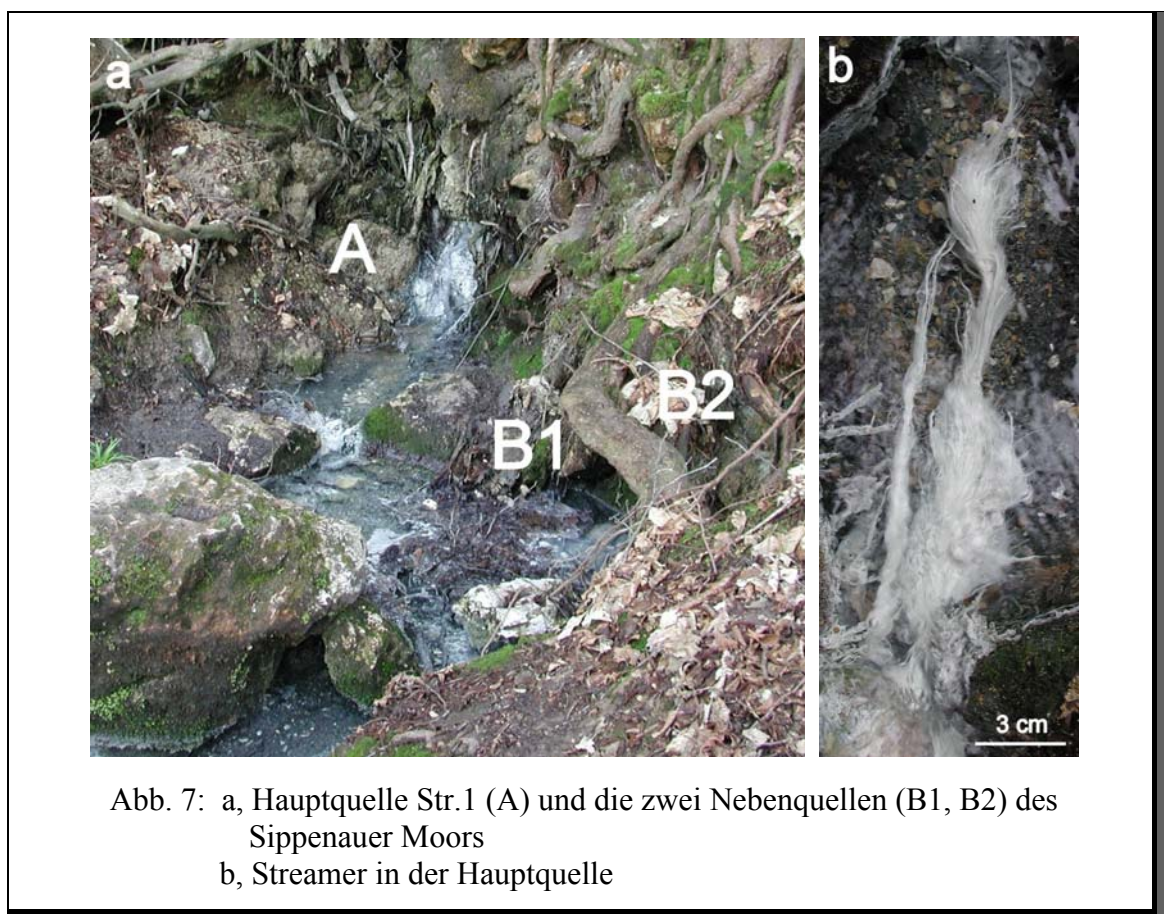 a
b
A
B2
B1
3 cm
Abb. 7: a, Hauptquelle Str.1 (A) und die zwei Nebenquellen (B1, B2) des
Sippenauer Moors
b, Streamer in der Hauptquelle